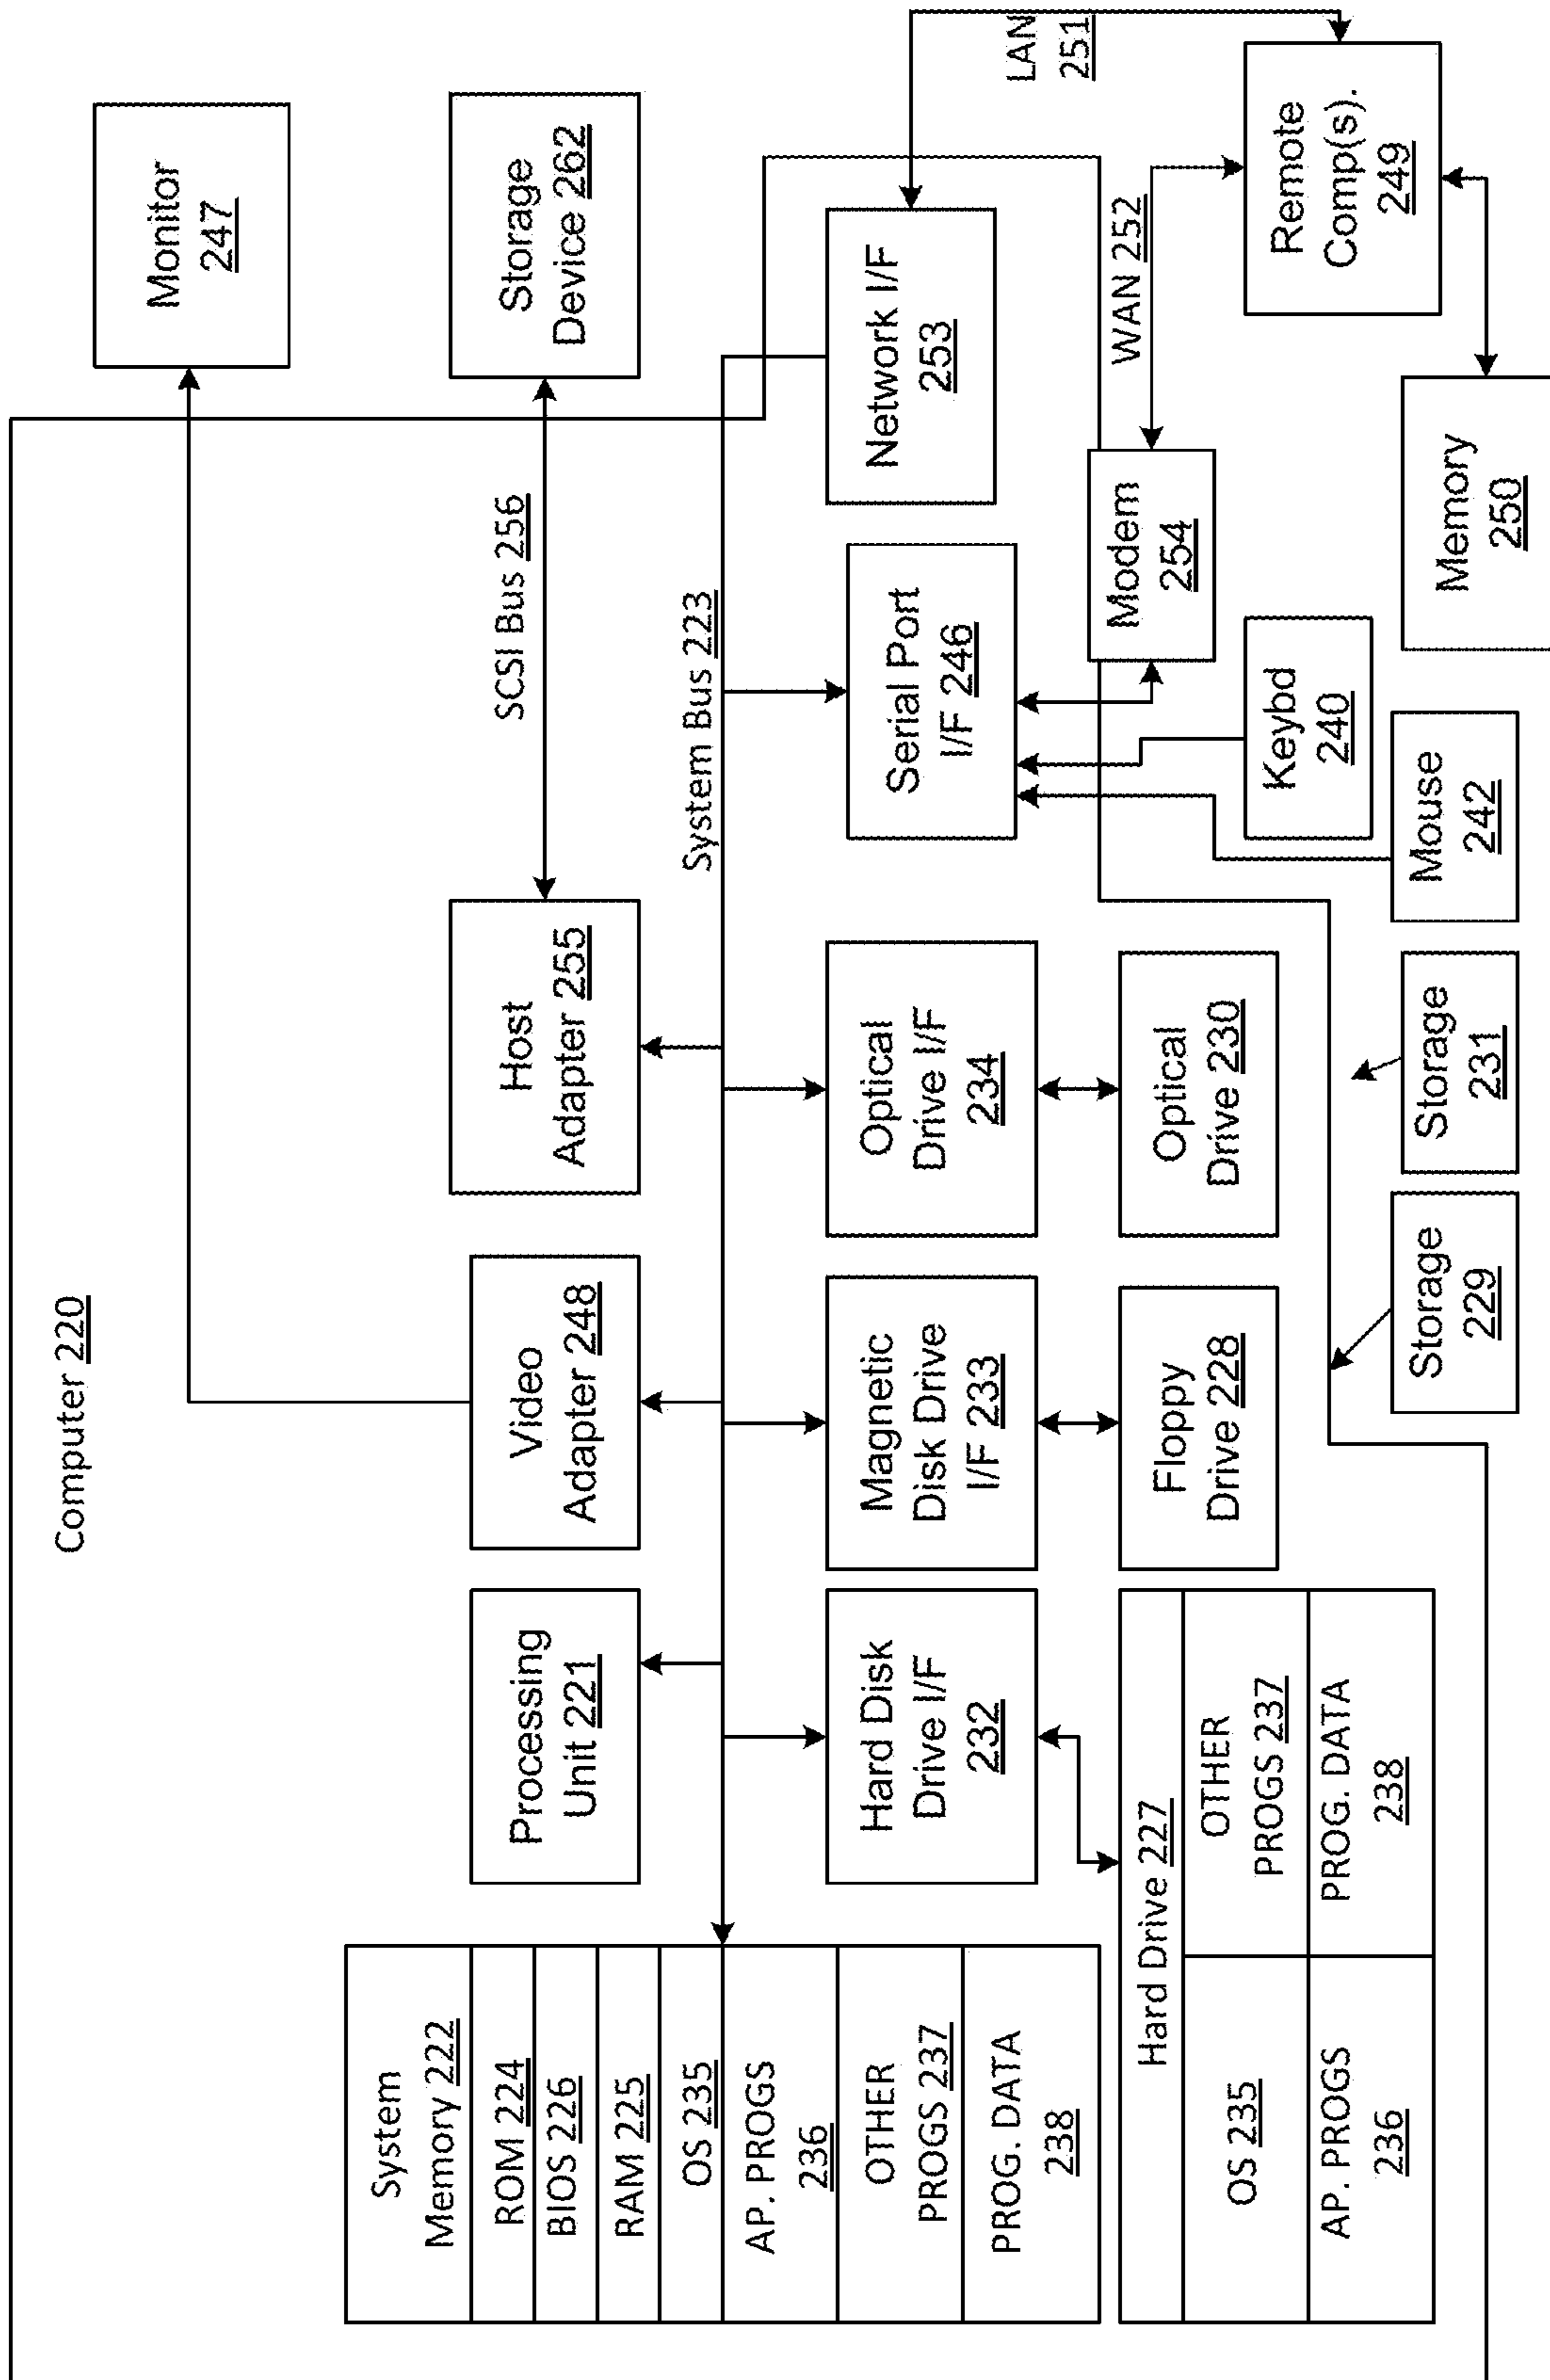 Computer 220
Monitor
247
System
Memory 222
ROM 224
BIOS 226
RAM 225
OS 235
AP. PROGS
236
OTHER
PROGS 237
PROG. DATA
238
Processing
Unit 221
Video
Adapter 248
Host
Adapter 255
SCSI Bus 256
Storage
Device 262
System Bus 223
Hard Disk
Drive I/F
232
Magnetic
Disk Drive
I/F 233
Optical
Drive I/F
234
Serial Port
I/F 246
Network I/F
253
LAN
251
Hard Drive 227
OS 235
OTHER
PROGS 237
AP. PROGS
236
PROG. DATA
238
Floppy
Drive 228
Optical
Drive 230
Modem
254
WAN 252
Remote
Comp(s).
249
Keybd
240
Storage
229
Storage
231
Mouse
242
Memory
250